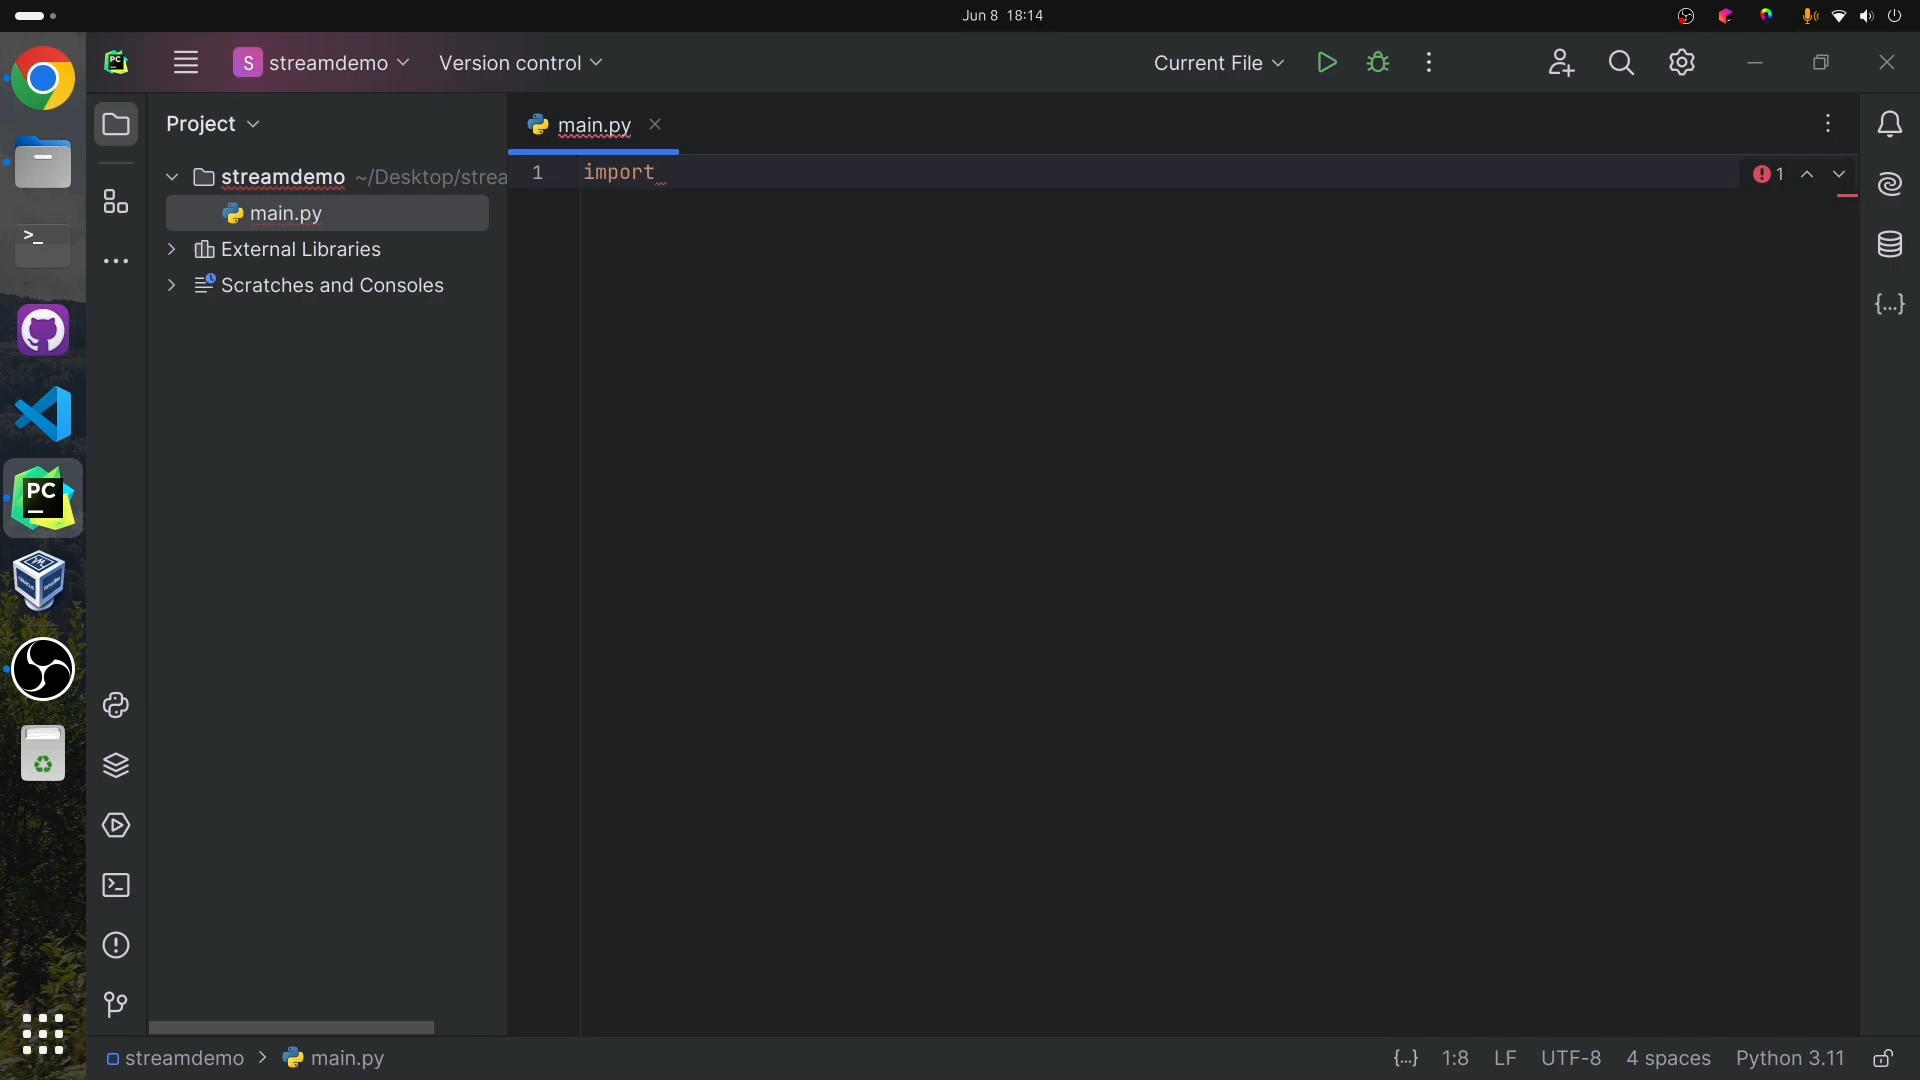 Jun 8 18:14
PC
S streamdemo
Version control
Current File
Project
main.py
streamdemo ~/Desktop/strea
main.py
External Libraries
Scratches and Consoles
1 import
1
>_
PC
{...}
streamdemo > main.py
{...} 1:8 LF UTF-8 4 spaces Python 3.11